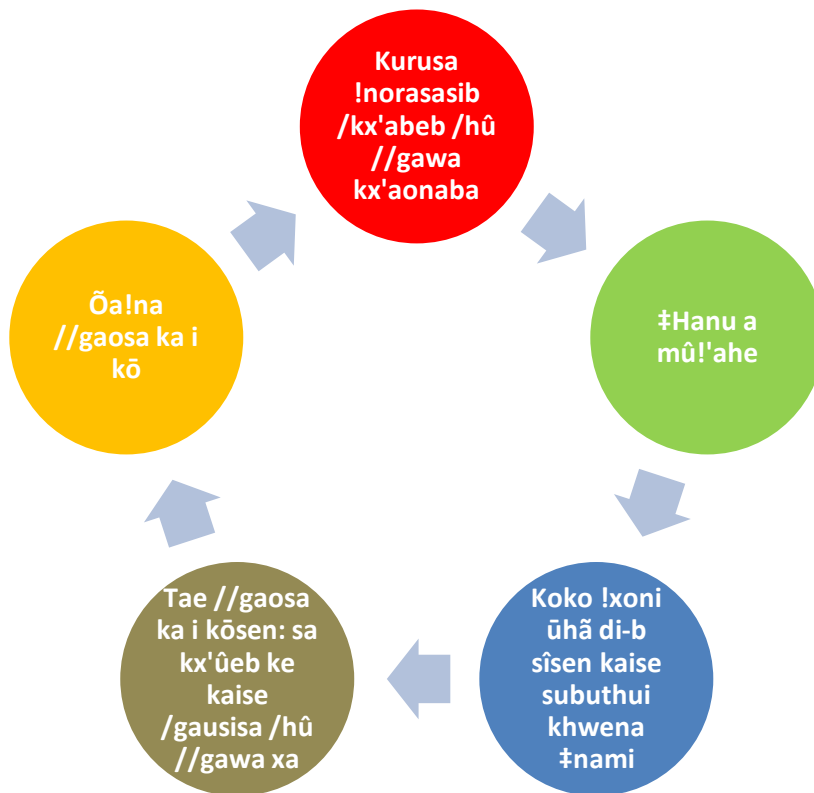 Kurusa
!norasasib
/kx'abeb /hû
//gawa
kx'aonaba
‡Hanu a
mû!'ahe
Koko !xoni
ūhã di-b
sîsen kaise
subuthui
khwena
‡nami
Tae //gaosa
ka i kōsen: sa
kx'ûeb ke
kaise
/gausisa /hû
//gawa xa
Õa!na
//gaosa ka i
kō